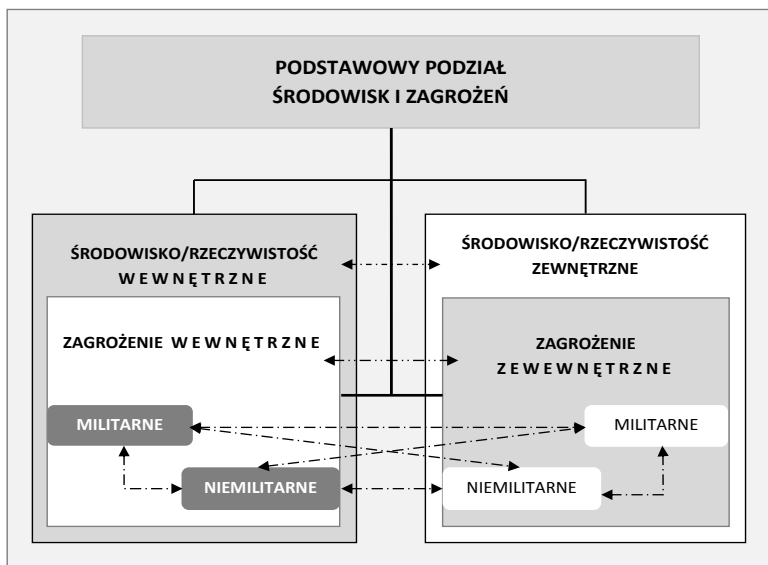 PODSTAWOWY PODZIAŁ
ŚRODOWISK I ZAGROŻEŃ
ŚRODOWISKO/RZECZYWISTOŚĆ
W E W N Ę T R Z N E
ZAGROŻENIE W E W N Ę T R Z N E
MILITARNE
NIEMILITARNE
ŚRODOWISKO/RZECZYWISTOŚĆ
ZEWNĘTRZNE
ZAGROŻENIE
Z E W E W N Ę T R Z N E
MILITARNE
NIEMILITARNE